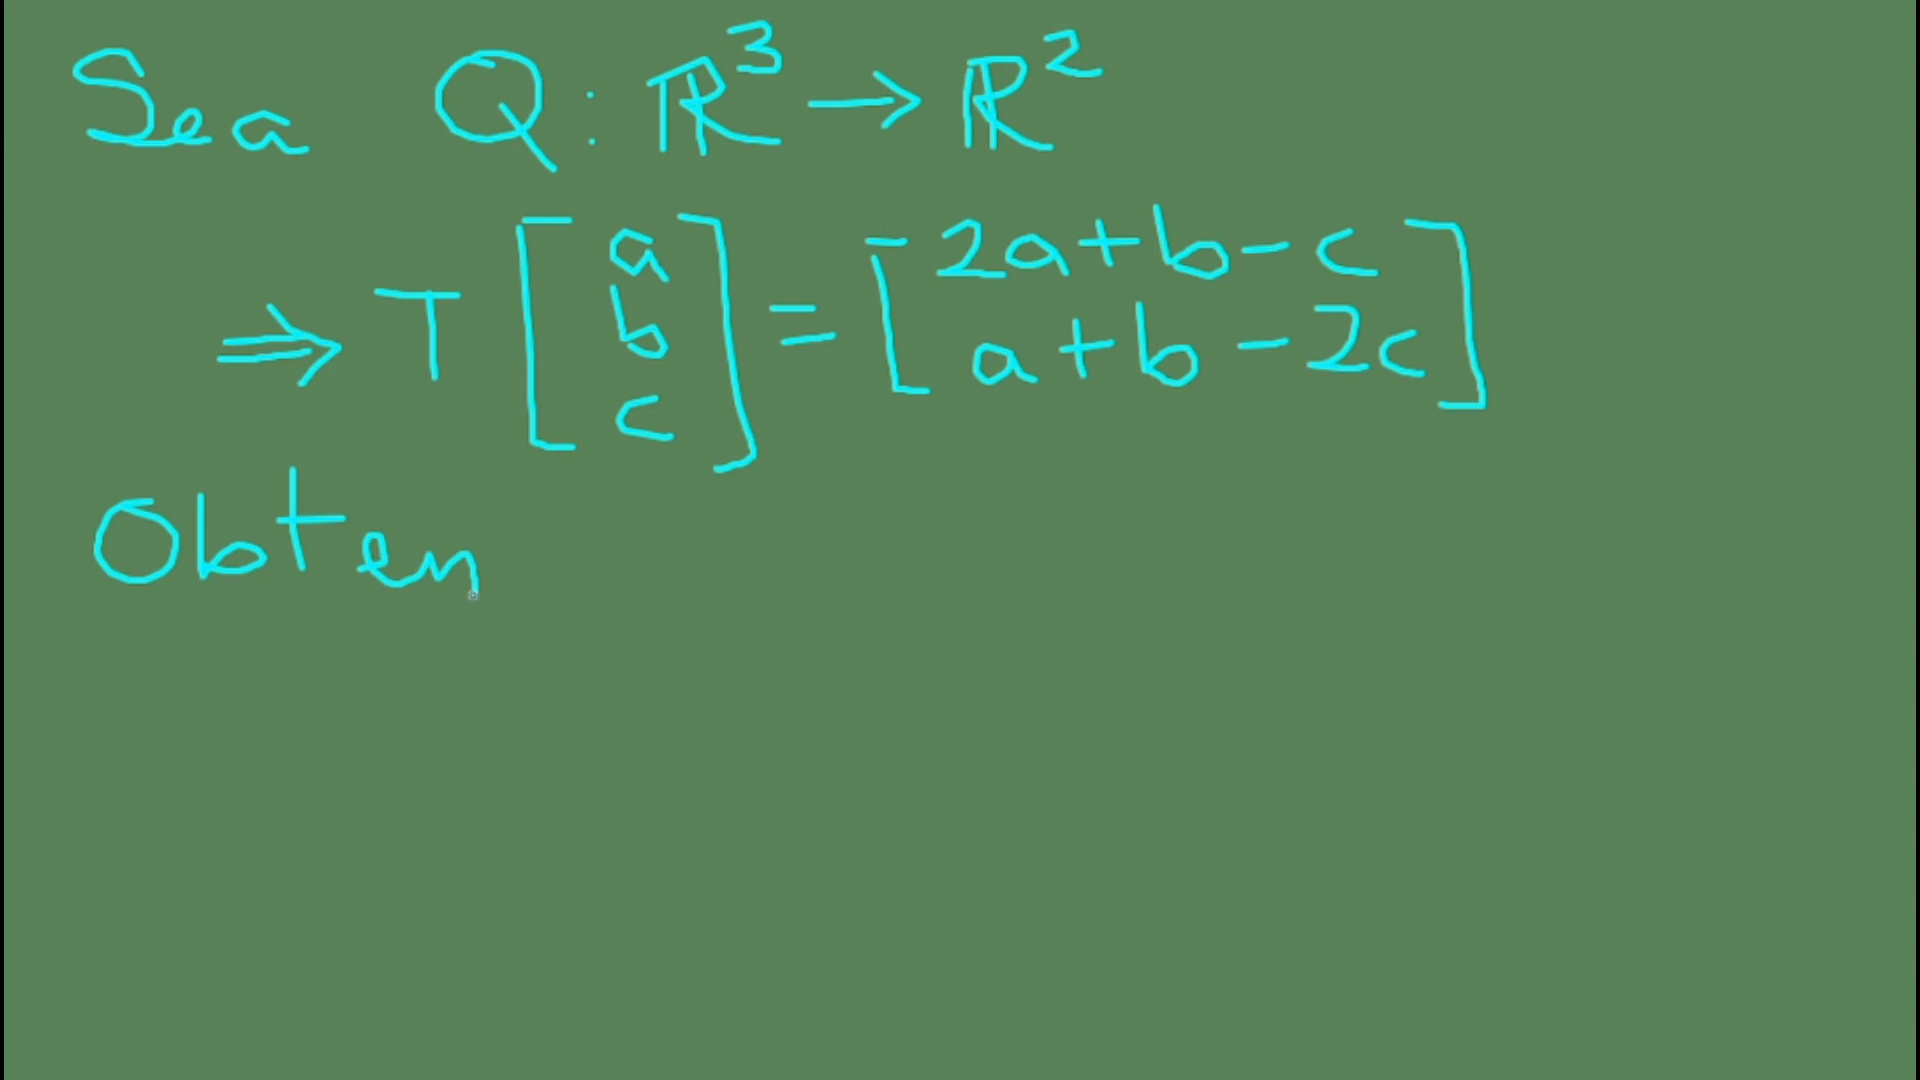 Sea Q: ℝ³ → ℝ²
⇒ T [a b c] = [2a+b-c
a+b-2c]
Obten